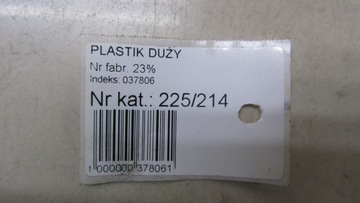 PLASTIK DUŻY
Nr fabr. 23%
Indeks: 037806
Nr kat.: 225/214
1 000000 378061